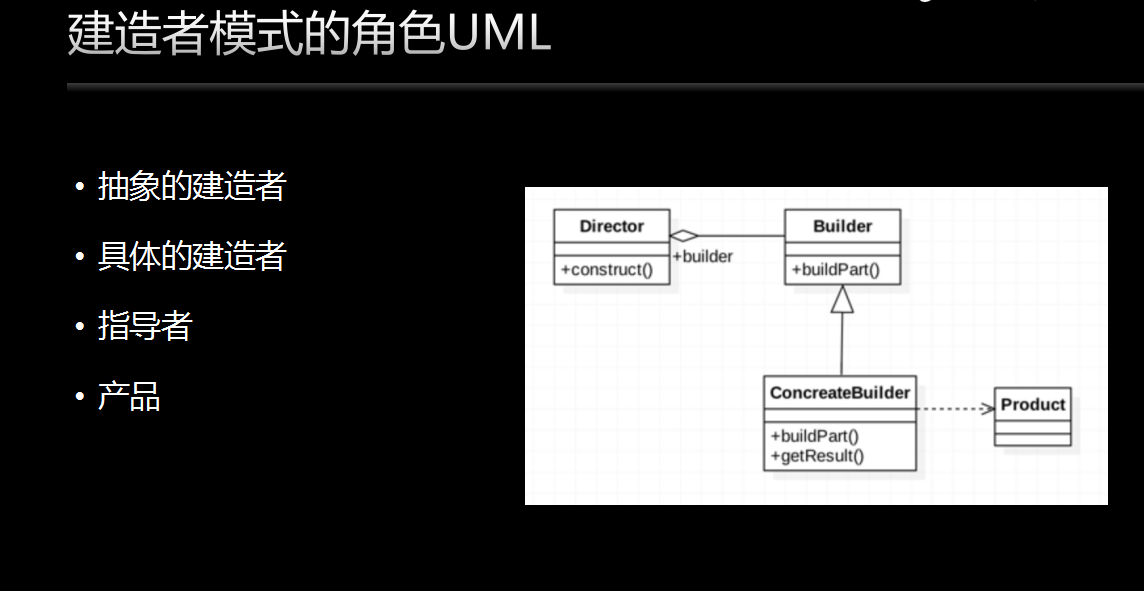 建造者模式的角色UML
• 抽象的建造者
• 具体的建造者
• 指导者
• 产品
Director
+construct()
+builder
Builder
+buildPart()
ConcreateBuilder
+buildPart()
+getResult()
Product